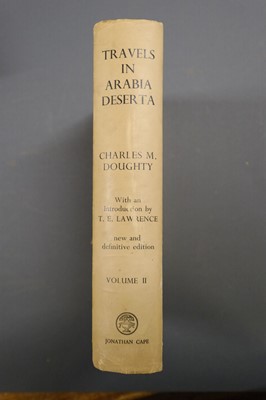 TRAVELS
IN
ARABIA
DESERTA
CHARLES M.
DOUGHTY
With an
introduction by
T. E. LAWRENCE
new and
definitive edition
VOLUME II
JONATHAN CAPE